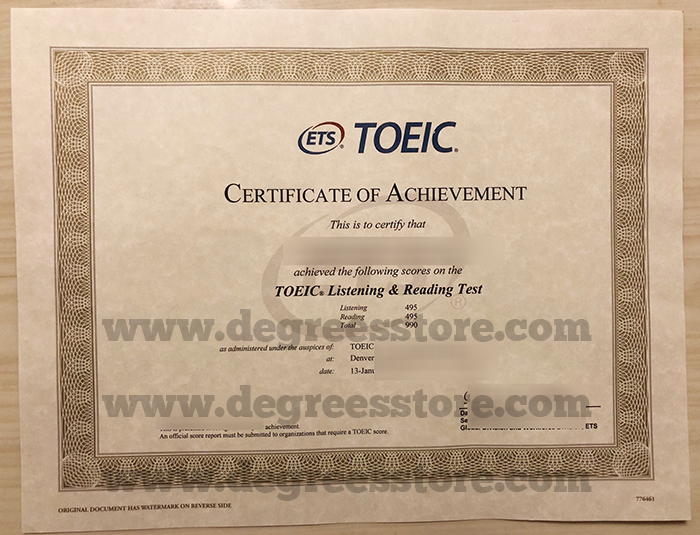 ETS® TOEIC®
CERTIFICATE OF ACHIEVEMENT
This is to certify that
achieved the following scores on the
TOEIC® Listening & Reading Test
Listening 495
Reading 495
Total 990
www.degreesstore.com
as administered under the auspices of: TOEIC
at: Denver
date: 13-Janu
www.degreesstore.com
achievement.
An official score report must be submitted to organizations that require a TOEIC score.
ETS
ORIGINAL DOCUMENT HAS WATERMARK ON REVERSE SIDE
776461